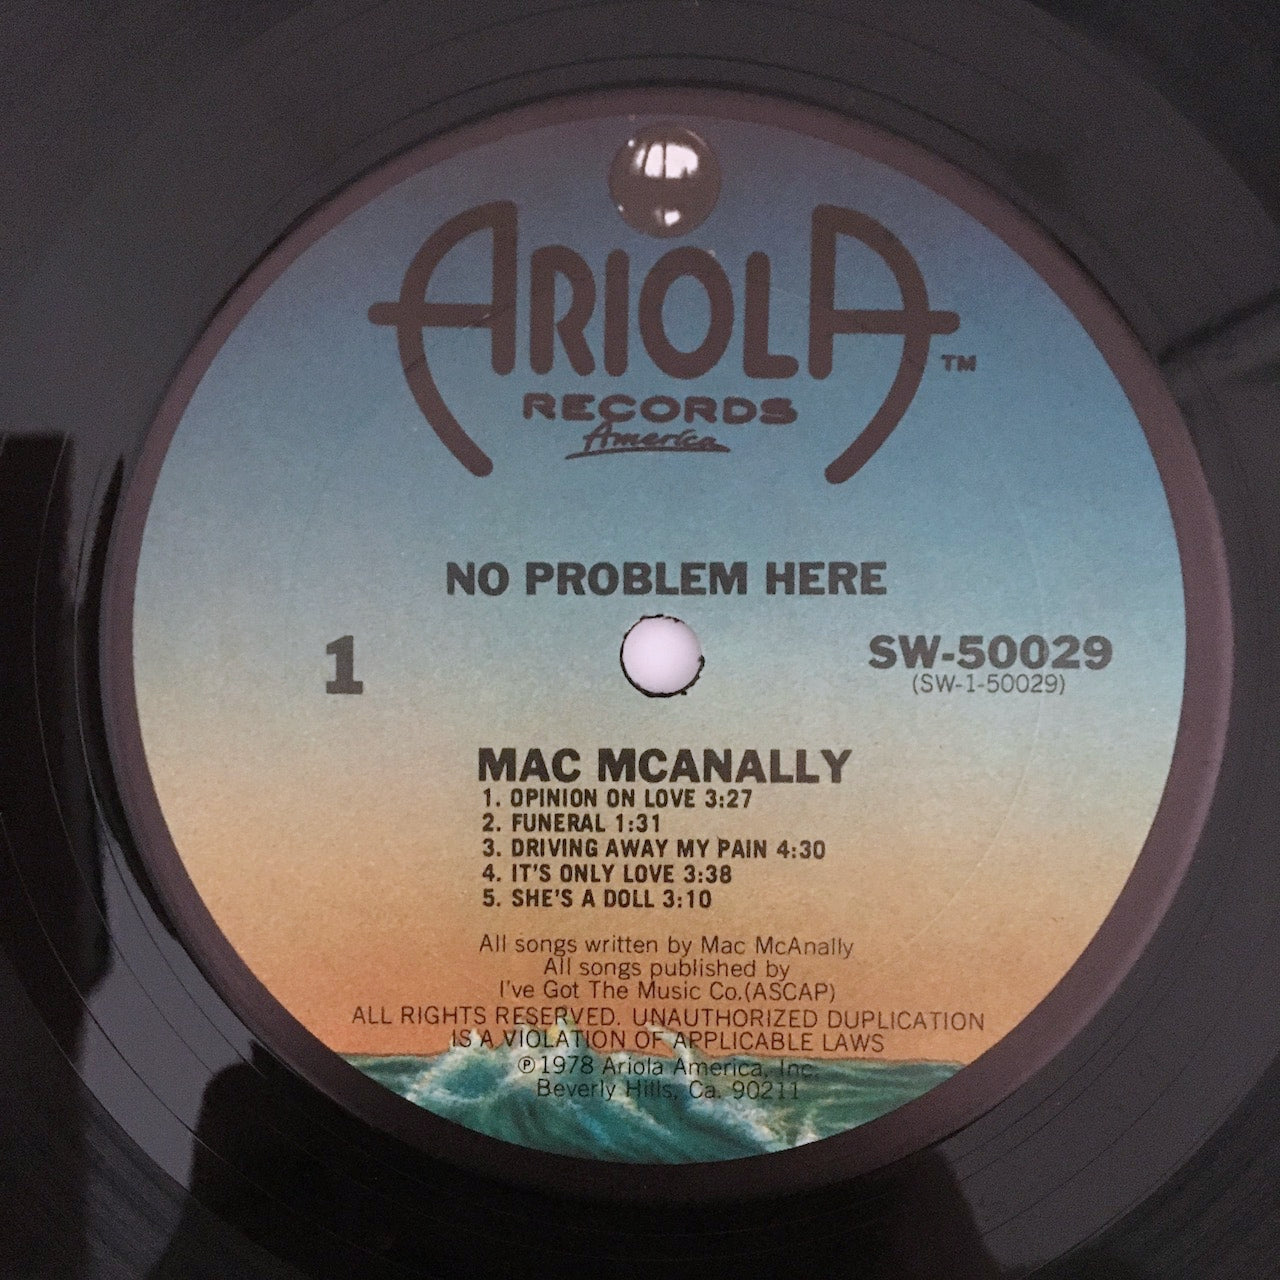 ARIOLA™
RECORDS
America
NO PROBLEM HERE
1
SW-50029
(SW-1-50029)
MAC MCANALLY
1. OPINION ON LOVE 3:27
2. FUNERAL 1:31
3. DRIVING AWAY MY PAIN 4:30
4. IT'S ONLY LOVE 3:38
5. SHE'S A DOLL 3:10
All songs written by Mac McAnally
All songs published by
I've Got The Music Co.(ASCAP)
ALL RIGHTS RESERVED. UNAUTHORIZED DUPLICATION
IS A VIOLATION OF APPLICABLE LAWS
℗1978 Ariola America, Inc.
Beverly Hills, Ca. 90211